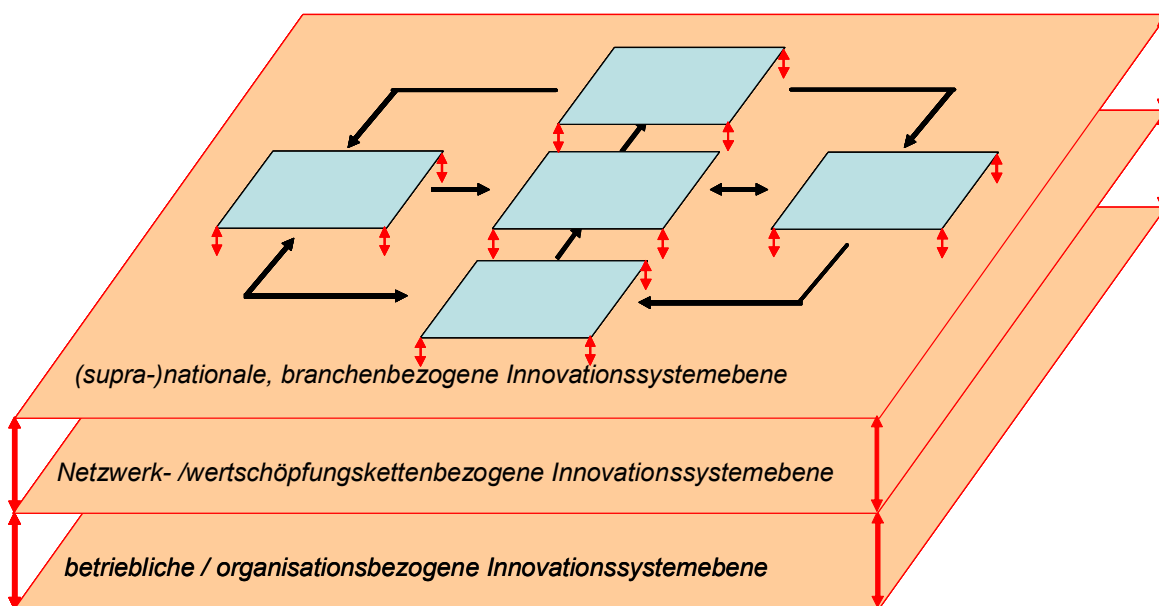 (supra-)nationale, branchenbezogene Innovationssystemebene
Netzwerk- /wertschöpfungskettenbezogene Innovationssystemebene
betriebliche / organisationsbezogene Innovationssystemebene